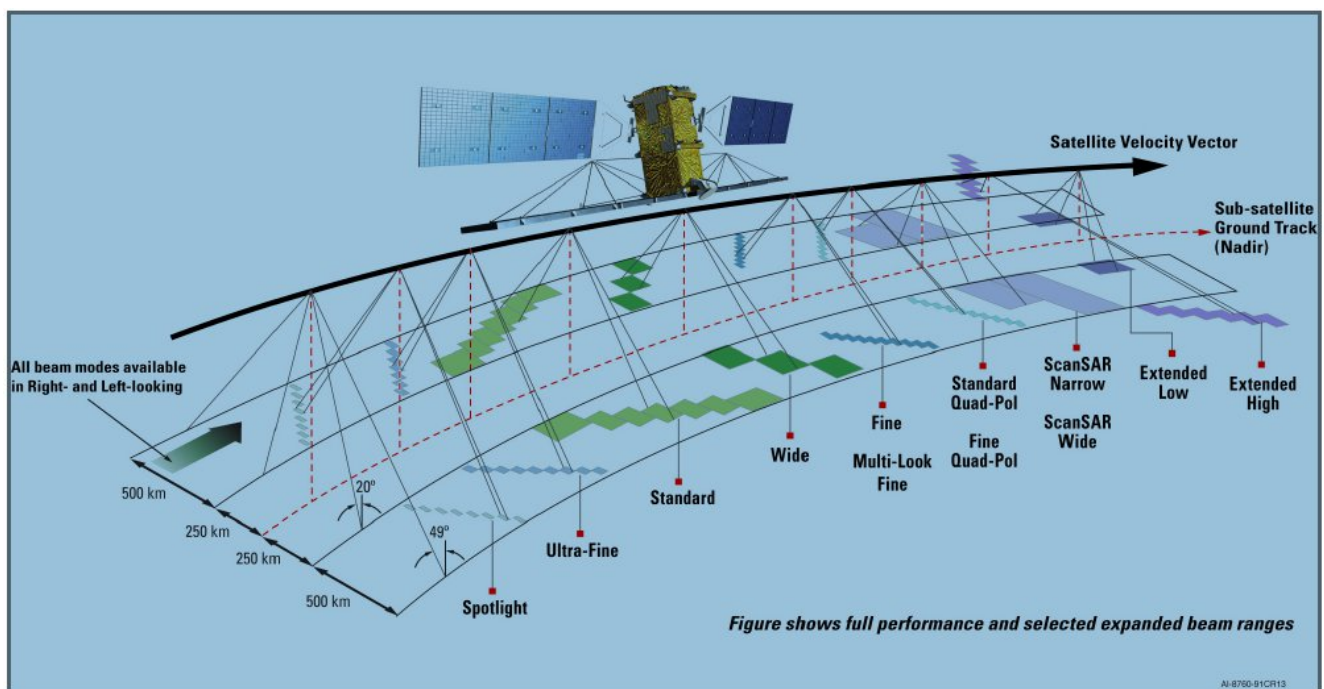 Satellite Velocity Vector
Sub-satellite
Ground Track
(Nadir)
All beam modes available
in Right- and Left-looking
500 km
250 km
250 km
500 km
20º
49º
Spotlight
Ultra-Fine
Standard
Wide
Fine
Multi-Look
Fine
Standard
Quad-Pol
Fine
Quad-Pol
ScanSAR
Narrow
ScanSAR
Wide
Extended
Low
Extended
High
Figure shows full performance and selected expanded beam ranges
AI-8760-91CR13